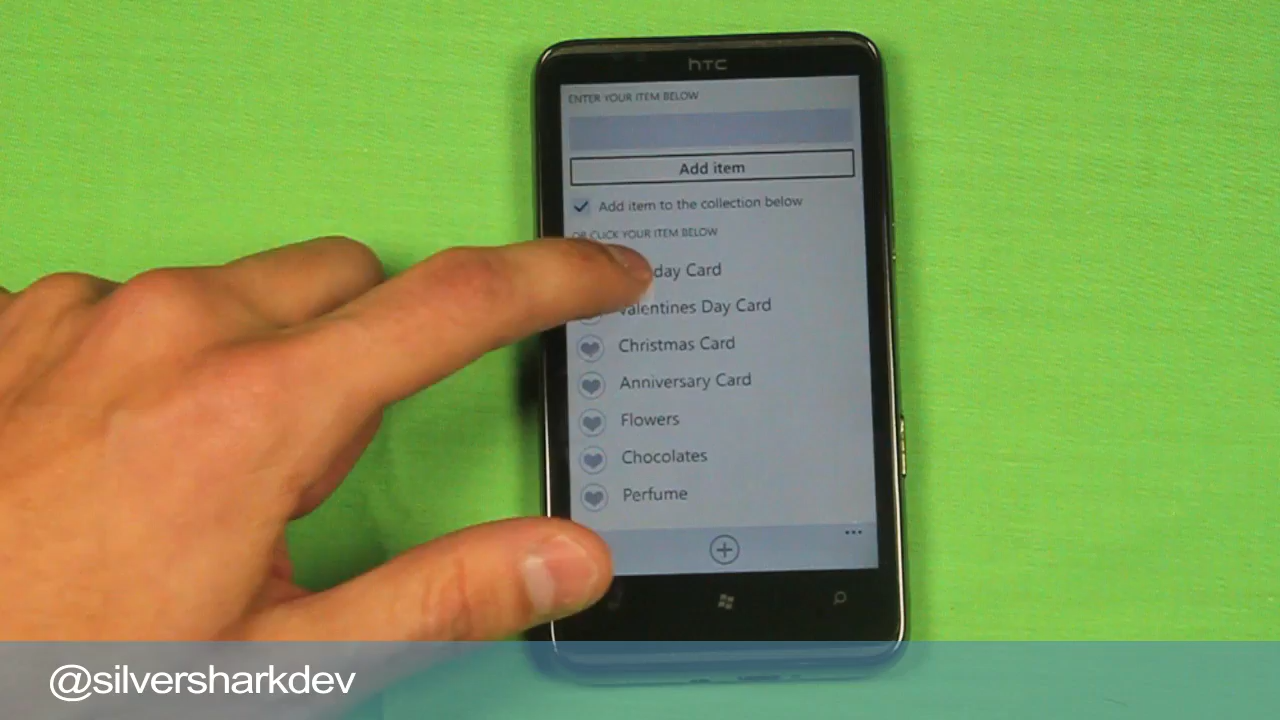 hTC
ENTER YOUR ITEM BELOW
Add item
Add item to the collection below
OR CLICK YOUR ITEM BELOW
day Card
Valentines Day Card
Christmas Card
Anniversary Card
Flowers
Chocolates
Perfume
@silversharkdev